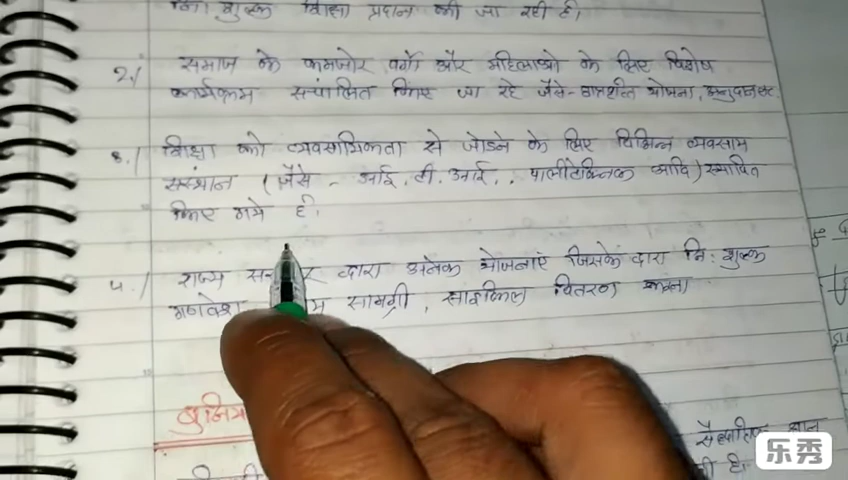 नि: शुल्क शिक्षा प्रदान की जा रही है।
2.) समाज के कमजोर वर्गो और महिलाओ के लिए विशेष
कार्यक्रम संचालित किए जा रहे जैसे- छात्रवृति योजना, अनुदान
3.) शिक्षा को व्यवसायिकता से जोडने के लिए विभिन्न व्यवसाय
संस्थान (जैसे - आई. टी. आई., पालीटेक्निक आदि) स्थापित
किए गये है.
4.) राज्य द्वारा अनेक योजनाएं जिसके द्वारा नि: शुल्क
गणवेश सामग्री, साइकिल वितरण करना
सैद्धांतिक ज्ञान
है.
乐秀